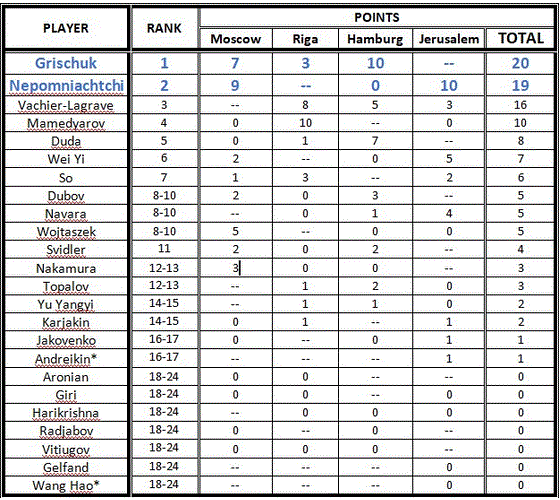 PLAYER RANK POINTS
Moscow Riga Hamburg Jerusalem TOTAL
Grischuk 1 7 3 10 -- 20
Nepomniachtchi 2 9 -- 0 10 19
Vachier-Lagrave 3 -- 8 5 3 16
Mamedyarov 4 0 10 -- -- 10
Duda 5 0 1 7 -- 8
Wei Yi 6 2 -- 0 5 7
So 7 1 3 -- 2 6
Dubov 8-10 2 0 3 -- 5
Navara 8-10 -- 0 1 4 5
Wojtaszek 8-10 5 -- 0 0 5
Svidler 11 2 0 2 -- 4
Nakamura 12-13 3 0 0 -- 3
Topalov 12-13 -- 1 2 0 3
Yu Yangyi 14-15 -- 1 1 0 2
Karjakin 14-15 0 1 -- 1 2
Jakovenko 16-17 0 -- 0 1 1
Andreikin* 16-17 -- -- -- 1 1
Aronian 18-24 0 0 -- -- 0
Giri 18-24 0 0 -- 0 0
Harikrishna 18-24 -- 0 0 0 0
Radjabov 18-24 0 -- 0 0 0
Vitiugov 18-24 0 0 0 -- 0
Gelfand 18-24 -- -- -- 0 0
Wang Hao* 18-24 -- -- -- 0 0